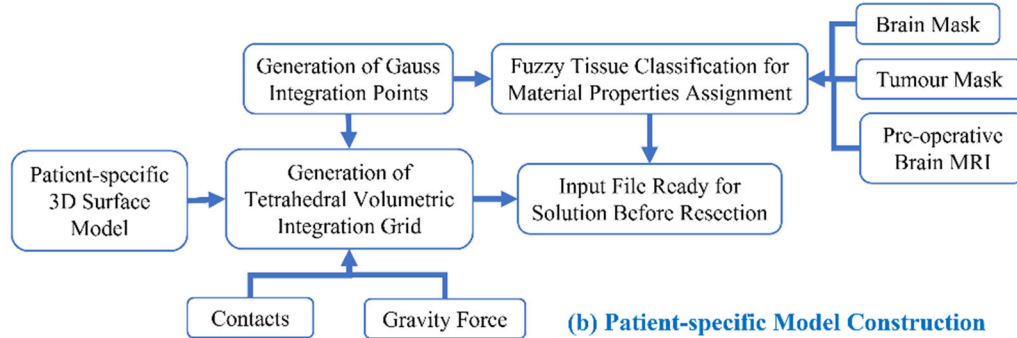 Generation of Gauss
Integration Points
Fuzzy Tissue Classification for
Material Properties Assignment
Brain Mask
Tumour Mask
Pre-operative
Brain MRI
Patient-specific
3D Surface
Model
Generation of
Tetrahedral Volumetric
Integration Grid
Input File Ready for
Solution Before Resection
Contacts
Gravity Force
(b) Patient-specific Model Construction